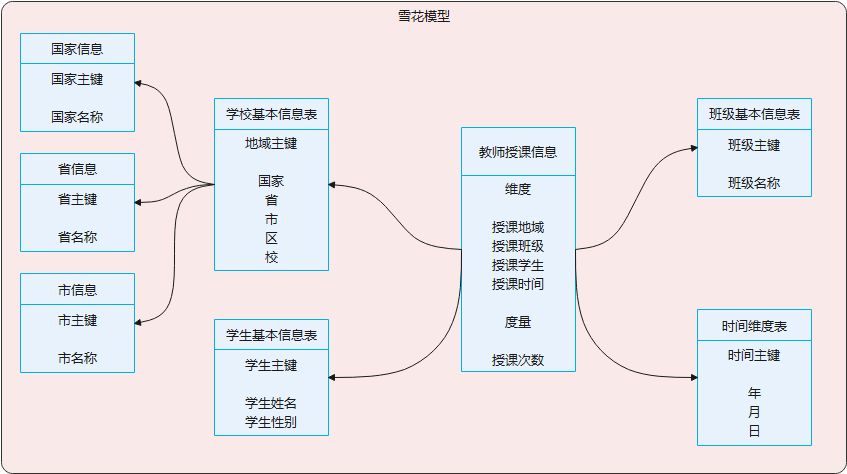 雪花模型
国家信息
国家主键
国家名称
省信息
省主键
省名称
市信息
市主键
市名称
学校基本信息表
地域主键
国家
省
市
区
校
学生基本信息表
学生主键
学生姓名
学生性别
教师授课信息
维度
授课地域
授课班级
授课学生
授课时间
度量
授课次数
班级基本信息表
班级主键
班级名称
时间维度表
时间主键
年
月
日